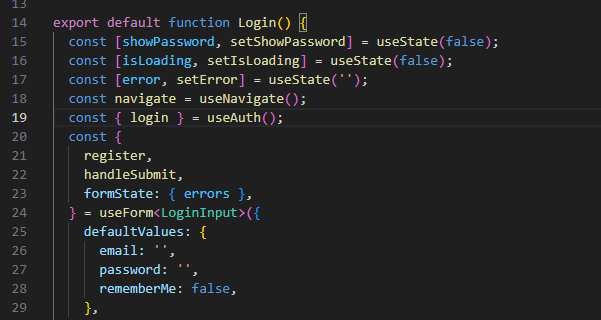 13
14 export default function Login() {
15   const [showPassword, setShowPassword] = useState(false);
16   const [isLoading, setIsLoading] = useState(false);
17   const [error, setError] = useState('');
18   const navigate = useNavigate();
19   const { login } = useAuth();
20   const {
21     register,
22     handleSubmit,
23     formState: { errors },
24   } = useForm<LoginInput>({
25     defaultValues: {
26       email: '',
27       password: '',
28       rememberMe: false,
29     },